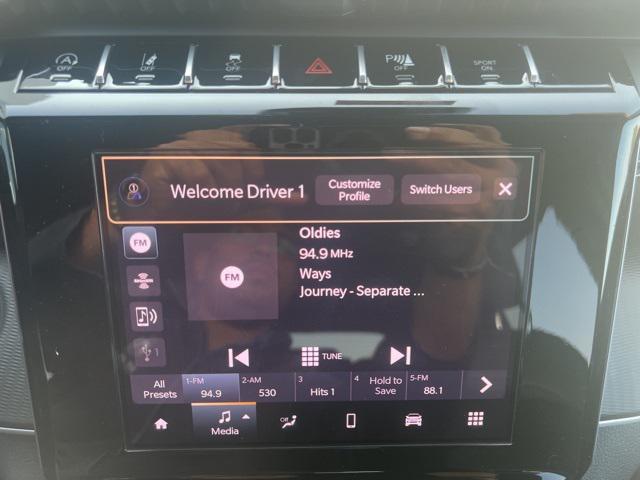 OFF
OFF
OFF
P
OFF
SPORT
ON
Welcome Driver 1
Customize
Profile
Switch Users
X
FM
Oldies
94.9 MHz
Ways
Journey - Separate ...
FM
1
TUNE
All
Presets
1-FM
94.9
2-AM
530
3
Hits 1
4
Hold to
Save
5-FM
88.1
Media
Off